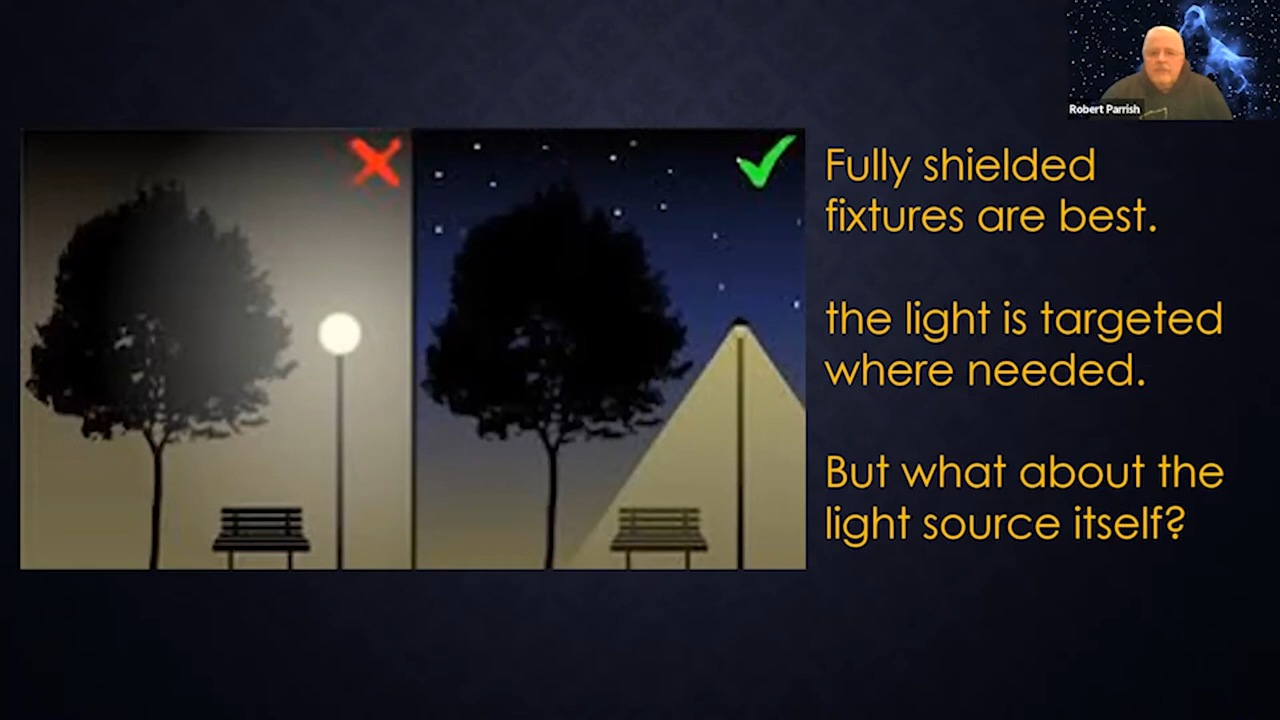 Robert Parrish
Fully shielded
fixtures are best.
the light is targeted
where needed.
But what about the
light source itself?